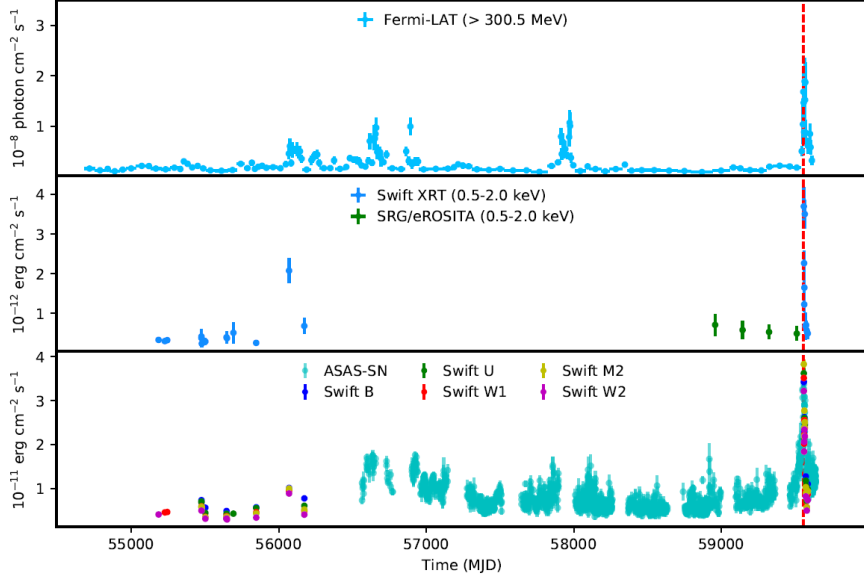 3
2
1
10⁻⁸ photon cm⁻² s⁻¹
Fermi-LAT (> 300.5 MeV)
4
3
2
1
10⁻¹² erg cm⁻² s⁻¹
Swift XRT (0.5-2.0 keV)
SRG/eROSITA (0.5-2.0 keV)
4
3
2
1
10⁻¹¹ erg cm⁻² s⁻¹
ASAS-SN Swift U Swift M2
Swift B Swift W1 Swift W2
55000 56000 57000 58000 59000
Time (MJD)